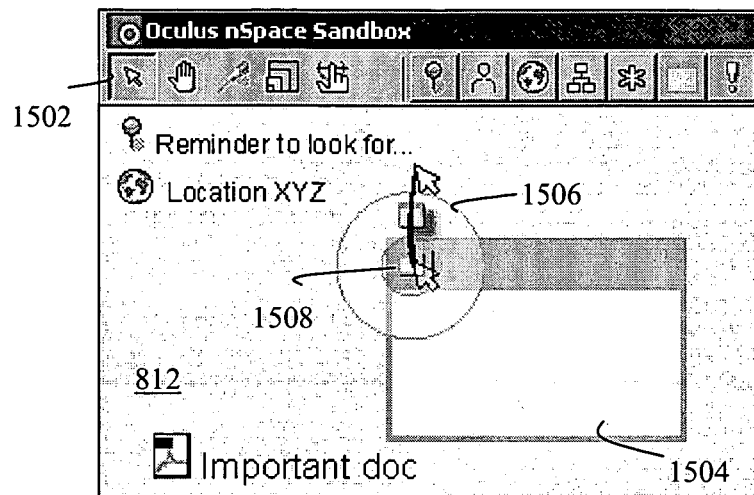 Oculus nSpace Sandbox
1502
Reminder to look for...
Location XYZ
1506
1508
812
Important doc
1504